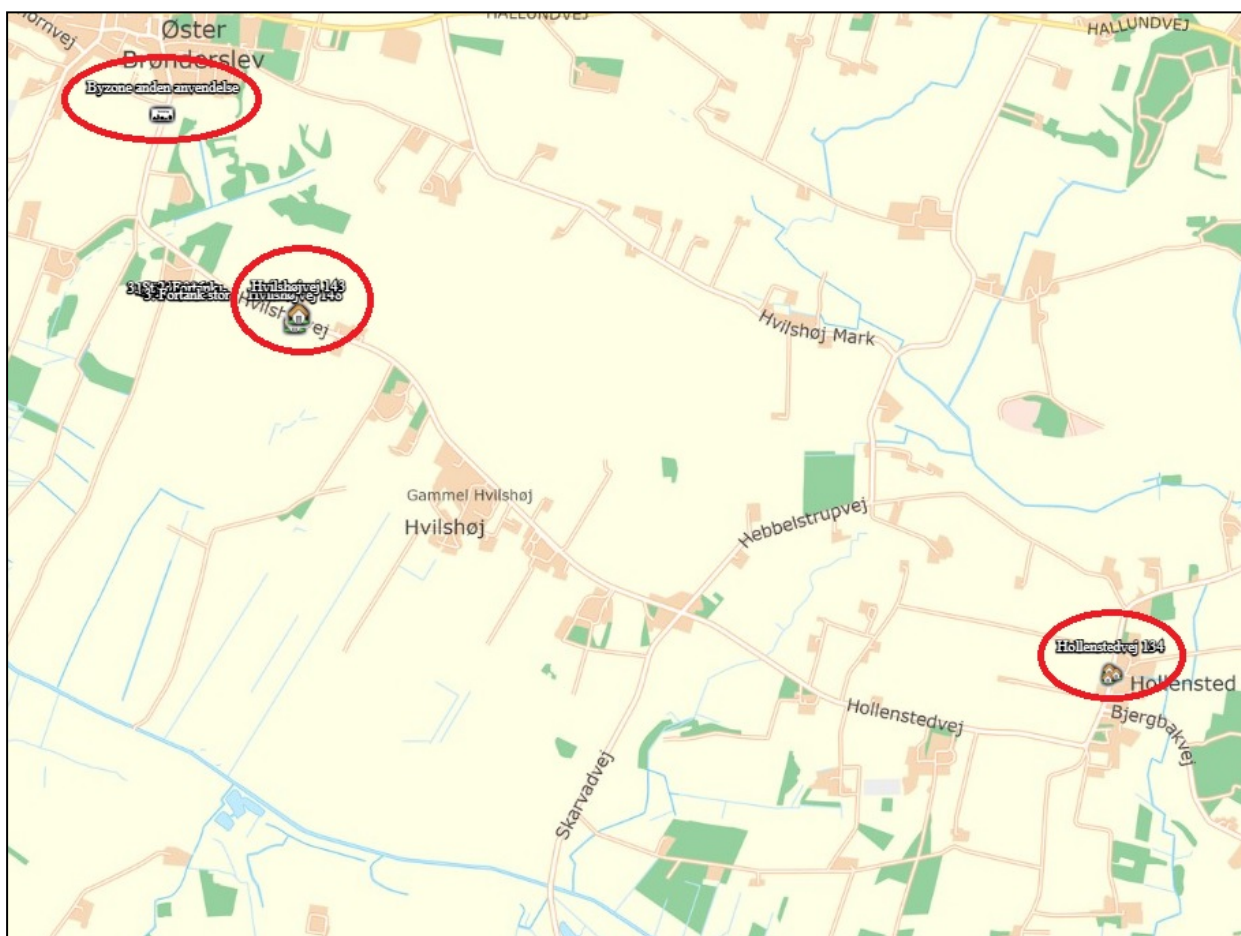 HALLUNDVEJ
HALLUNDVEJ
Øster
Brønderslev
Byzone anden anvendelse
Hvilshøjvej 143
Hvilshøjvej 148
Hvilshøjvej
Hvilshøj Mark
Gammel Hvilshøj
Hvilshøj
Hebbelstrupvej
Hollenstedvej 134
Hollensted
Hollenstedvej
Bjergbakvej
Skarvadvej